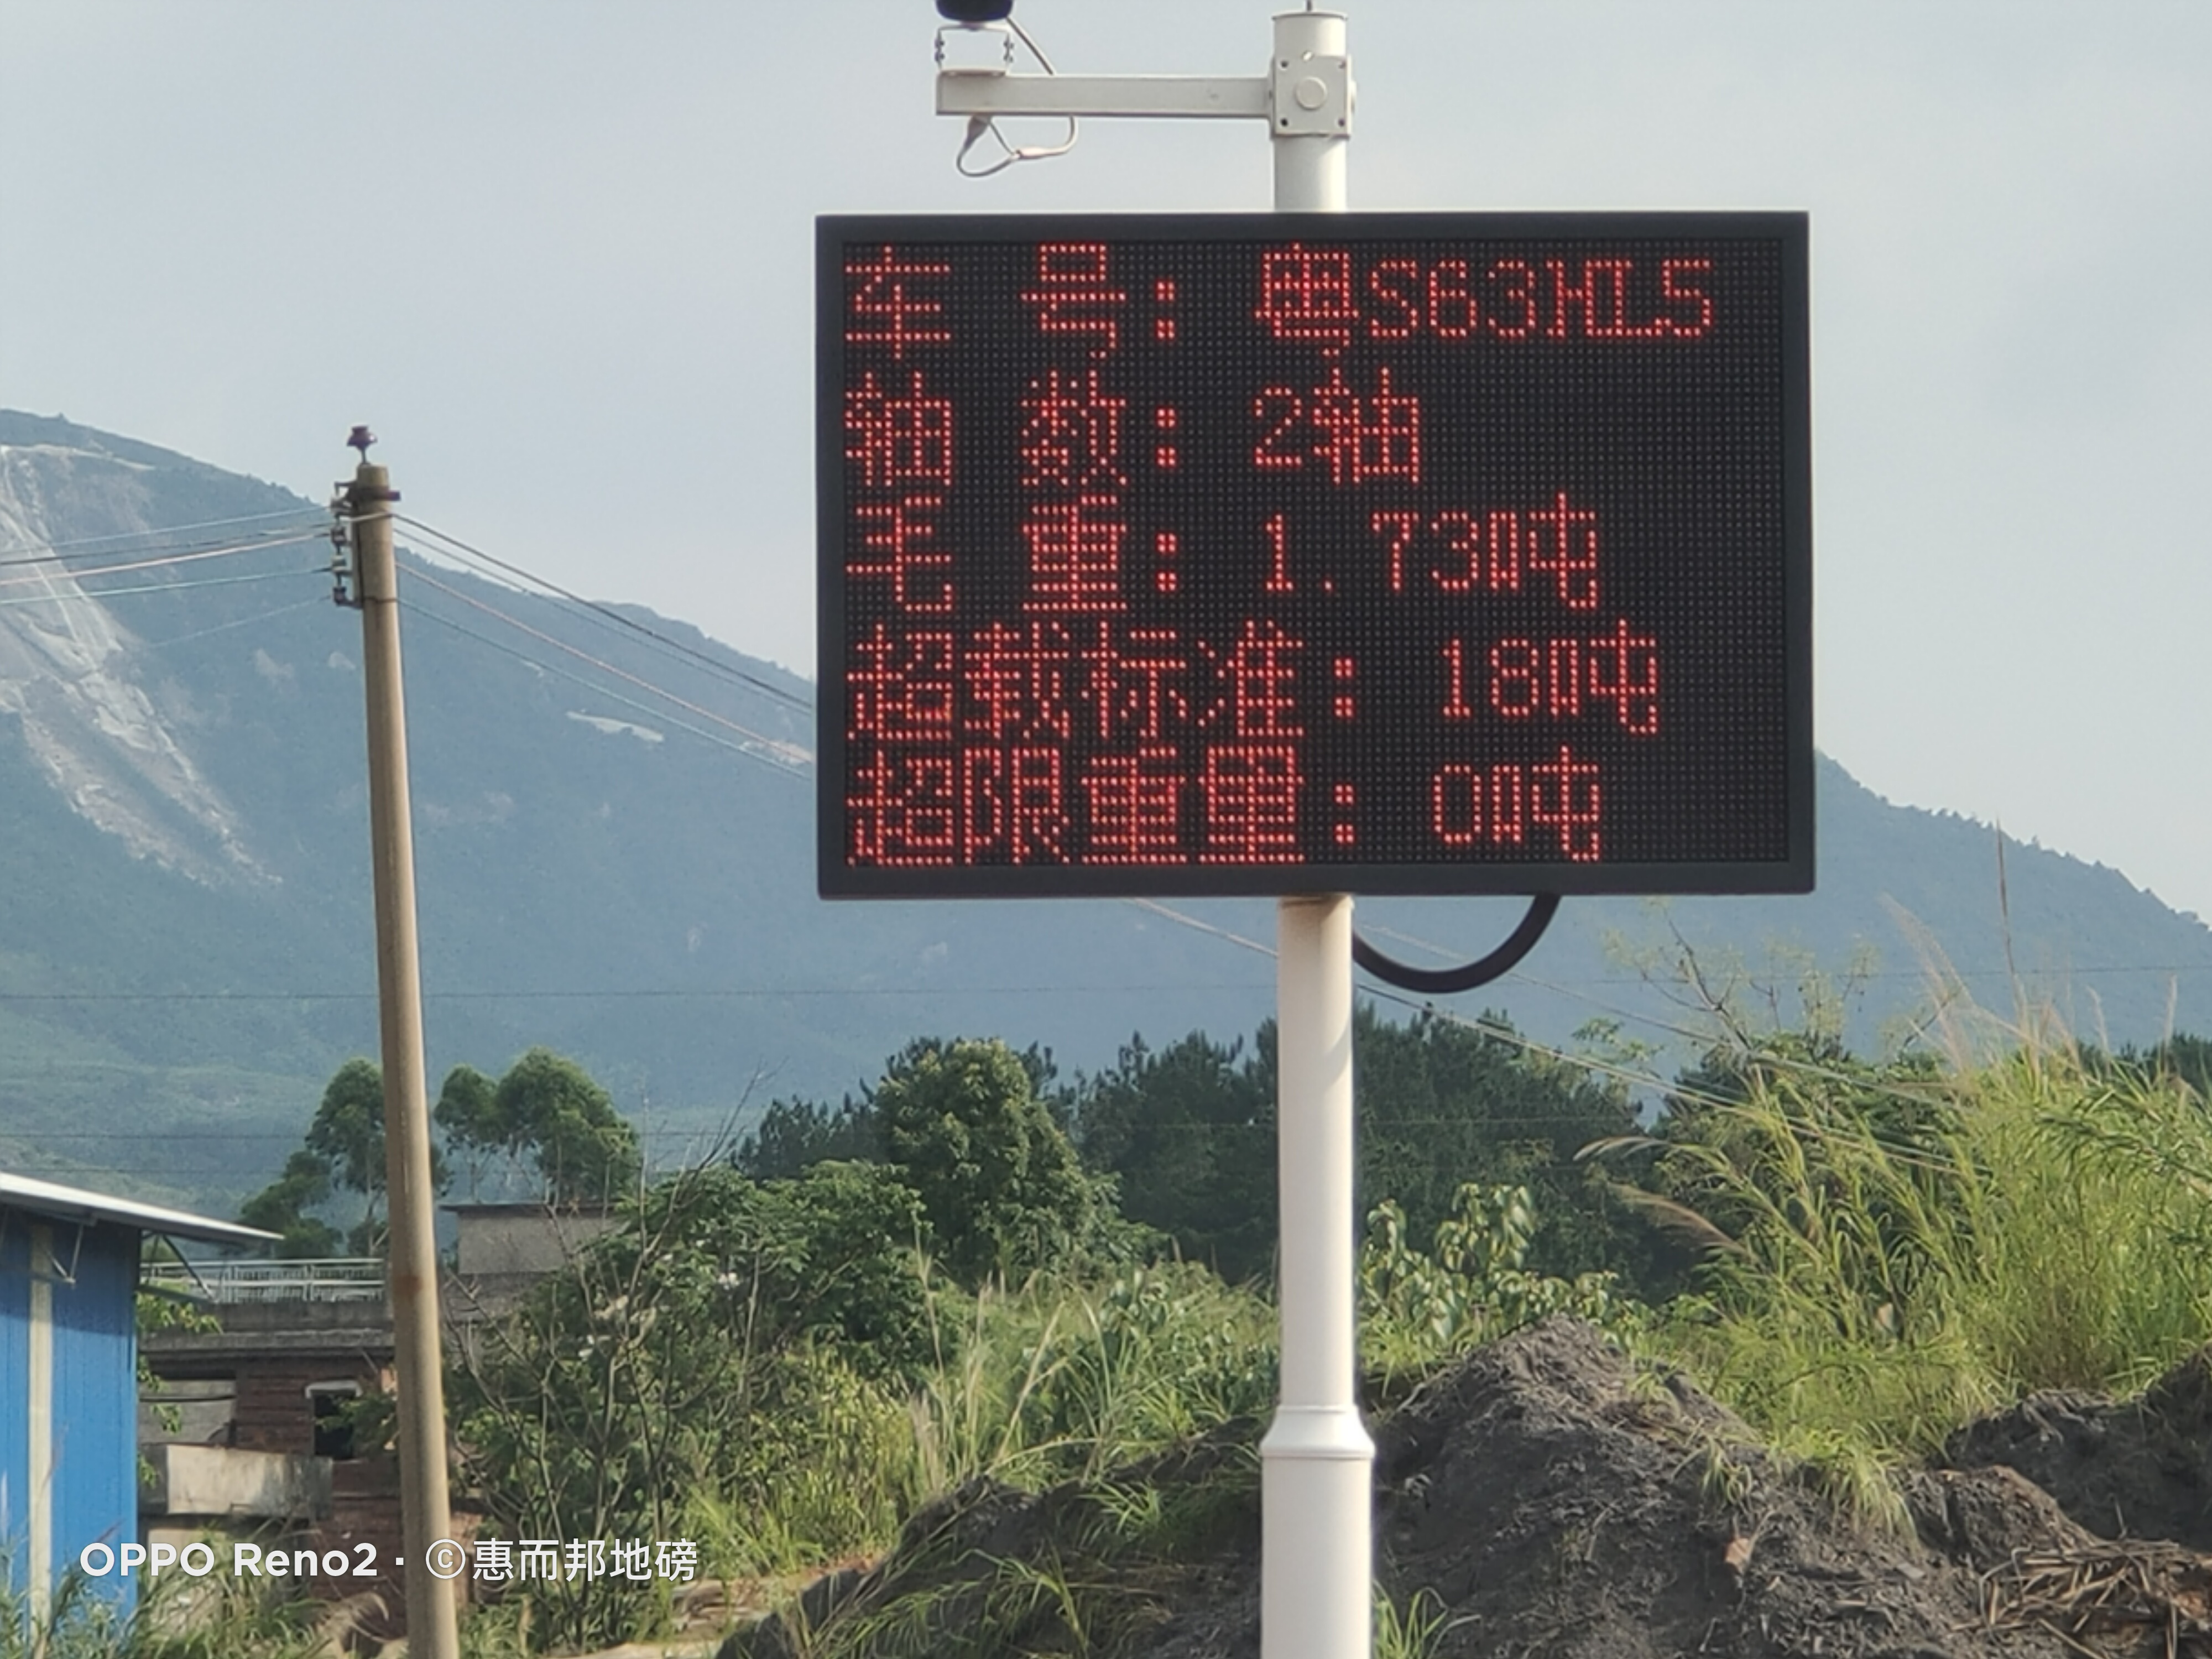 车 号: 粤S63HL5
轴 数: 2轴
毛 重: 1.73吨
超载标准: 18吨
超限重量: 0吨
OPPO Reno2 · ©惠而邦地磅